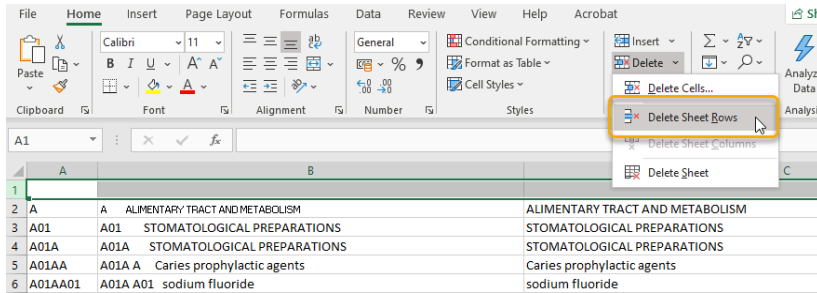 File Home Insert Page Layout Formulas Data Review View Help Acrobat
Calibri 11 General Conditional Formatting Insert
Paste B I U A A % 9 Format as Table Delete Analyz
A Cell Styles Data
Clipboard Font Alignment Number Styles Analysis
Delete Cells...
Delete Sheet Rows
Delete Sheet Columns
Delete Sheet
A1 fx
A B C
1
2 A A ALIMENTARY TRACT AND METABOLISM ALIMENTARY TRACT AND METABOLISM
3 A01 A01 STOMATOLOGICAL PREPARATIONS STOMATOLOGICAL PREPARATIONS
4 A01A A01A STOMATOLOGICAL PREPARATIONS STOMATOLOGICAL PREPARATIONS
5 A01AA A01A A Caries prophylactic agents Caries prophylactic agents
6 A01AA01 A01A A01 sodium fluoride sodium fluoride